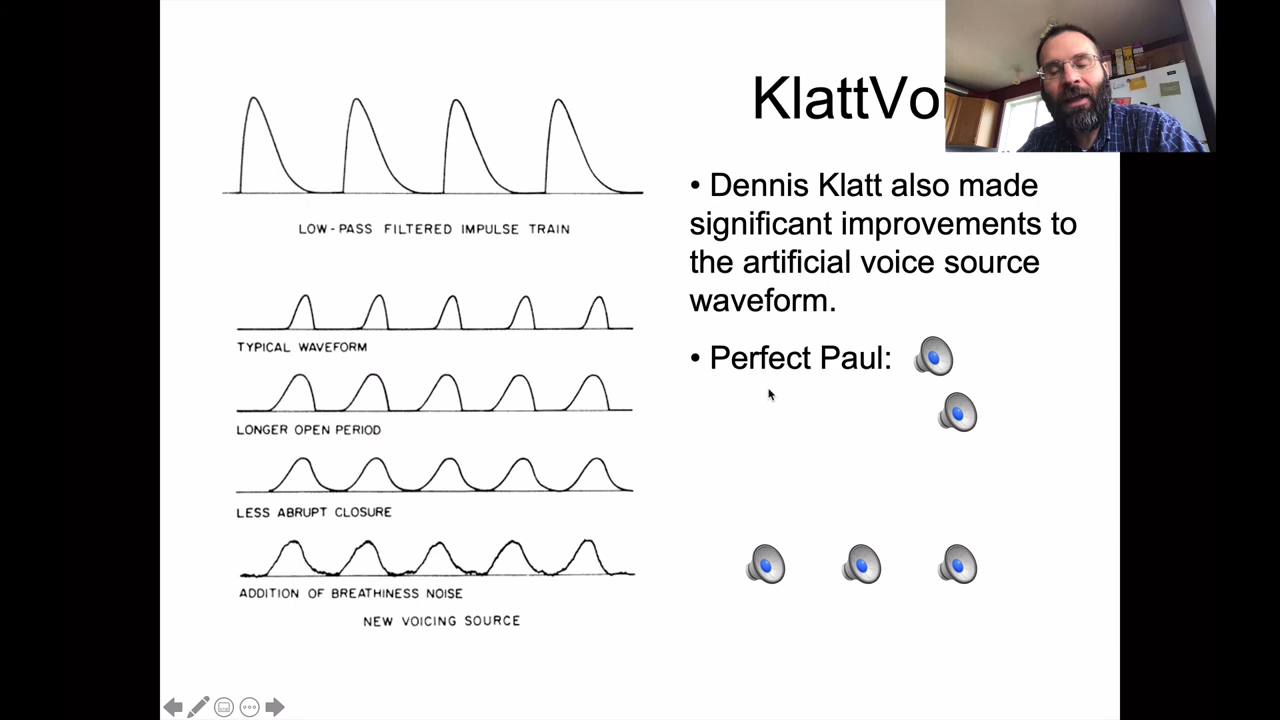 KlattVo
LOW-PASS FILTERED IMPULSE TRAIN
TYPICAL WAVEFORM
LONGER OPEN PERIOD
LESS ABRUPT CLOSURE
ADDITION OF BREATHINESS NOISE
NEW VOICING SOURCE
• Dennis Klatt also made
significant improvements to
the artificial voice source
waveform.
• Perfect Paul: